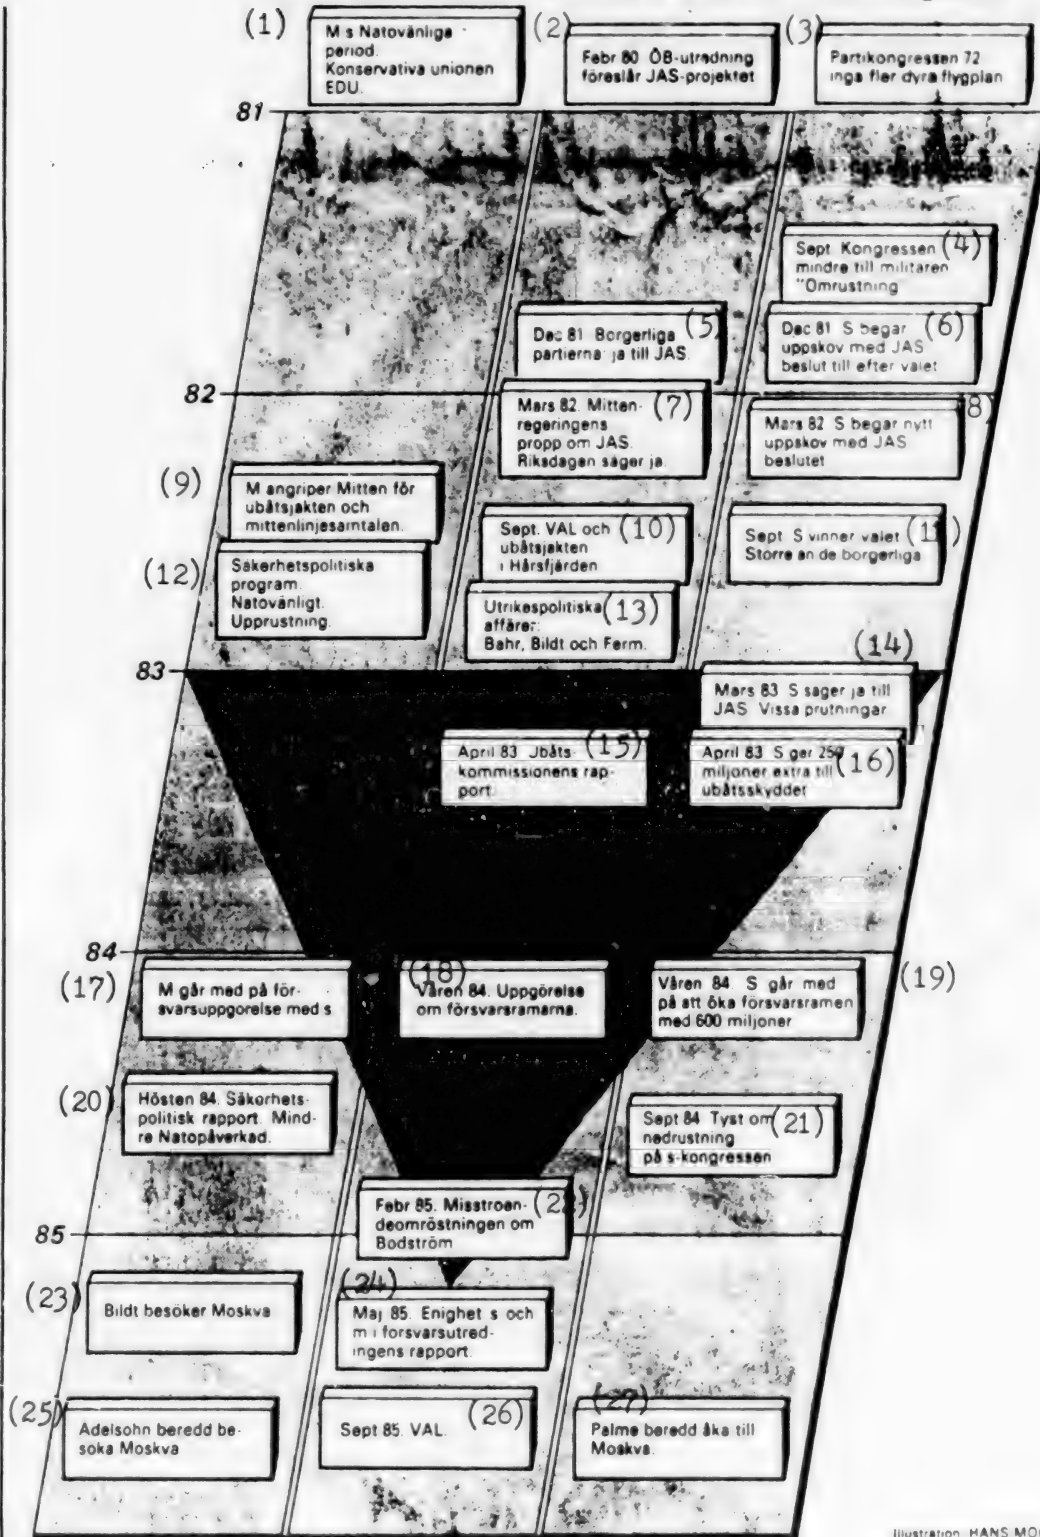 (1)
M s Natovänliga
period.
Konservativa unionen
EDU.
(2)
Febr 80 ÖB-utredning
föreslår JAS-projektet
(3)
Partikongressen 72
inga fler dyra flygplan
81
Sept. Kongressen (4)
mindre till militären
"Omrustning"
Dec 81 Borgerliga (5)
partierna ja till JAS.
Dec 81 S begär (6)
uppskov med JAS
beslut till efter valet
82
Mars 82. Mitten- (7)
regeringens
propp om JAS.
Riksdagen säger ja.
8)
Mars 82 S begär nytt
uppskov med JAS
beslutet
(9)
M angriper Mitten för
ubåtsjakten och
mittenlinjesamtalen.
Sept. VAL och (10)
ubåtsjakten
i Hårsfjärden
Sept S vinner valet (11)
Större än de borgerliga
(12)
Säkerhetspolitiska
program.
Natovänligt.
Upprustning.
Utrikespolitiska (13)
affärer:
Bahr, Bildt och Ferm.
83
(14)
Mars 83 S säger ja till
JAS Vissa prutningar
April 83 Jbåts- (15)
kommissionens rap-
port
April 83 S ger 250
miljoner extra till (16)
ubåtsskyddet
84
(17)
M går med på för-
svarsuppgörelse med s
(18)
Våren 84. Uppgörelse
om försvarsramarna.
Våren 84. S går med (19)
på att öka försvarsramen
med 600 miljoner
(20)
Hösten 84. Säkerhets-
politisk rapport. Mind-
re Natopåverkad.
Sept 84 Tyst om (21)
nedrustning
på s-kongressen
Febr 85. Misstroen- (22)
deomröstningen om
Bodström
85
(23)
Bildt besöker Moskva
(24)
Maj 85. Enighet s och
m i försvarsutred-
ingens rapport.
(25)
Adelsohn beredd be-
söka Moskva
Sept 85. VAL. (26)
(27)
Palme beredd åka till
Moskva.
Illustration: HANS